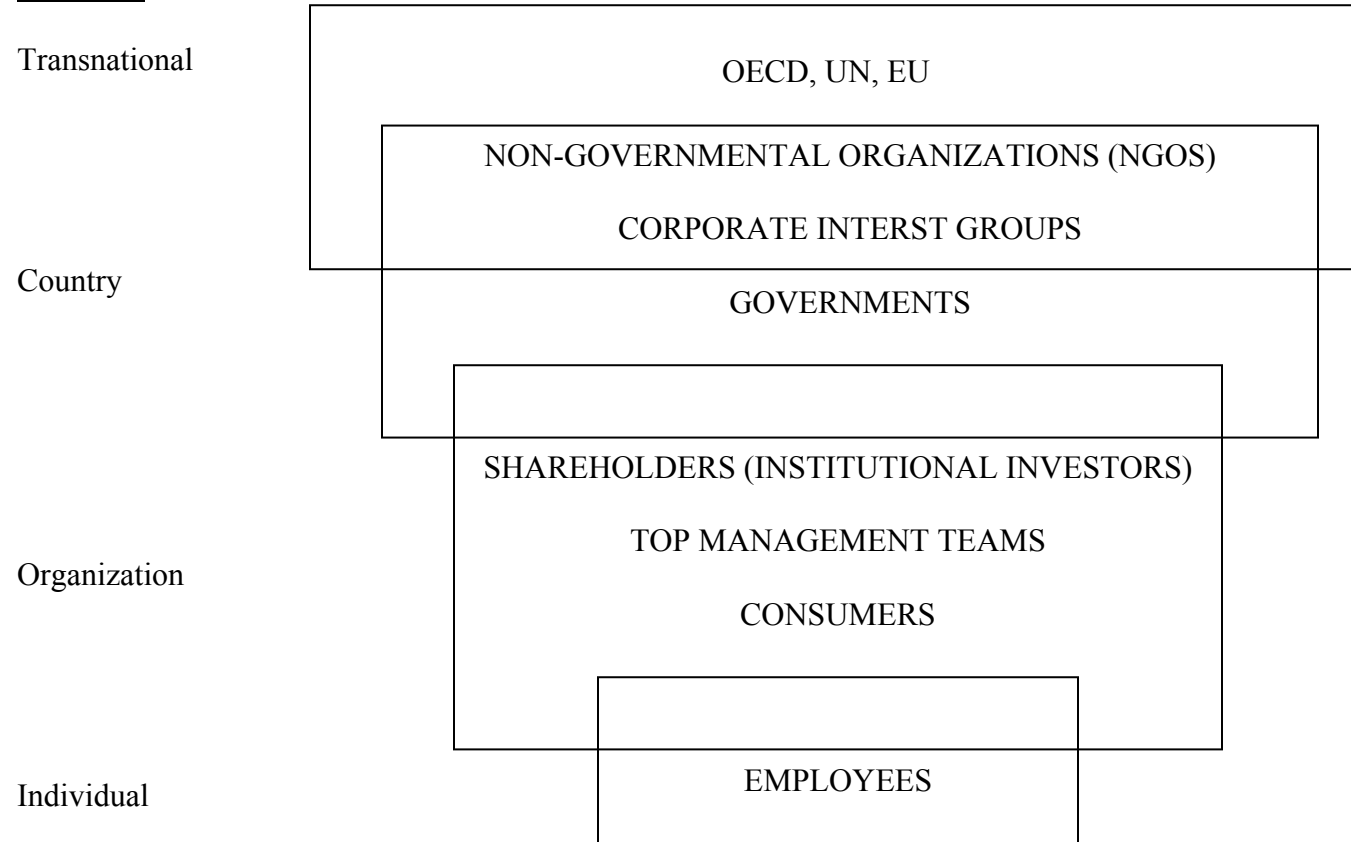 Transnational
OECD, UN, EU
NON-GOVERNMENTAL ORGANIZATIONS (NGOS)
CORPORATE INTERST GROUPS
Country
GOVERNMENTS
SHAREHOLDERS (INSTITUTIONAL INVESTORS)
TOP MANAGEMENT TEAMS
Organization
CONSUMERS
EMPLOYEES
Individual